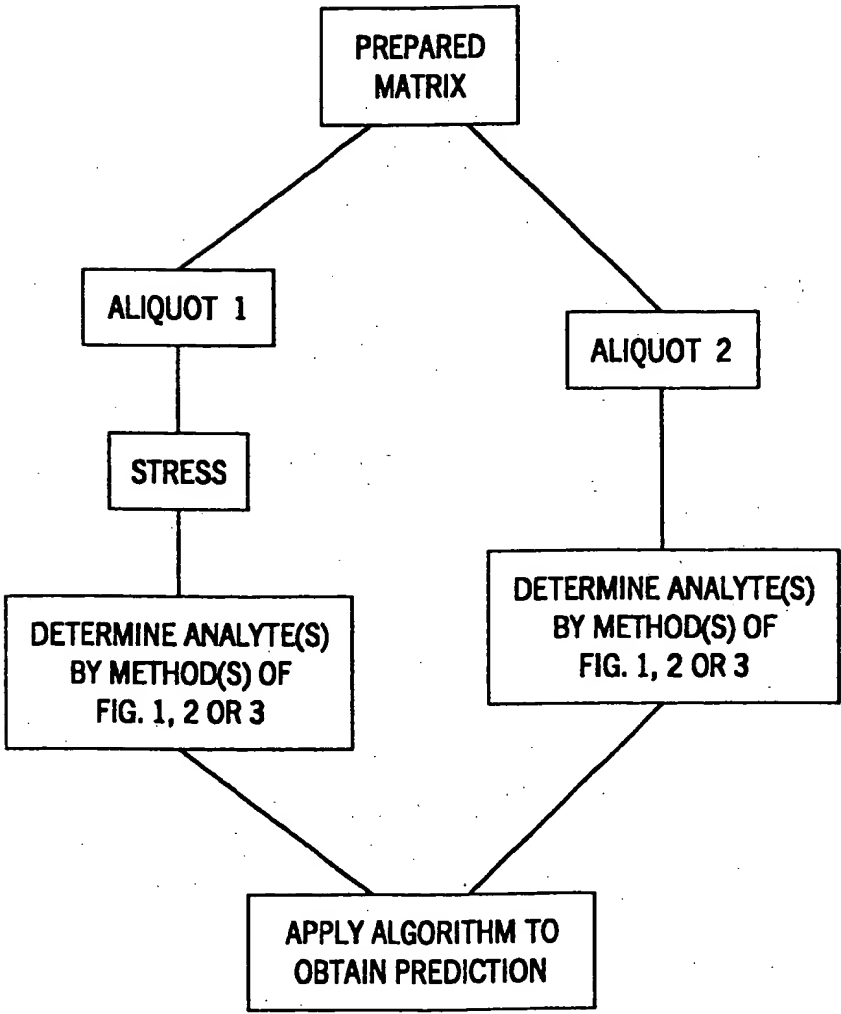 PREPARED
MATRIX
ALIQUOT 1
ALIQUOT 2
STRESS
DETERMINE ANALYTE(S)
BY METHOD(S) OF
FIG. 1, 2 OR 3
DETERMINE ANALYTE(S)
BY METHOD(S) OF
FIG. 1, 2 OR 3
APPLY ALGORITHM TO
OBTAIN PREDICTION